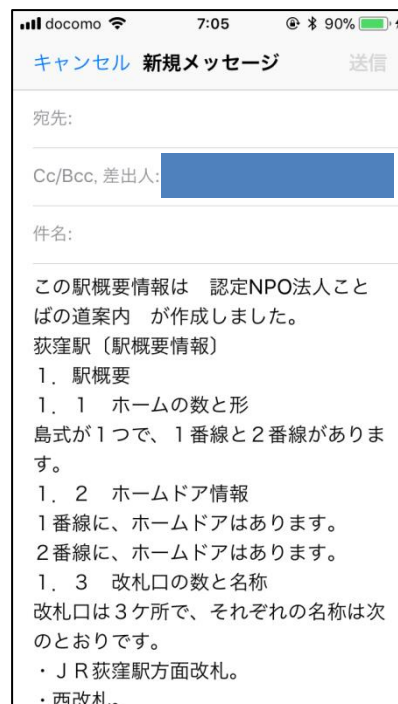 docomo 7:05 90%
キャンセル 新規メッセージ 送信
宛先:
Cc/Bcc, 差出人:
件名:
この駅概要情報は　認定NPO法人こと
ばの道案内　が作成しました。
荻窪駅〔駅概要情報〕
１．駅概要
１．１　ホームの数と形
島式が１つで、１番線と２番線がありま
す。
１．２　ホームドア情報
１番線に、ホームドアはあります。
２番線に、ホームドアはあります。
１．３　改札口の数と名称
改札口は３ケ所で、それぞれの名称は次
のとおりです。
・ＪＲ荻窪駅方面改札。
・西改札。